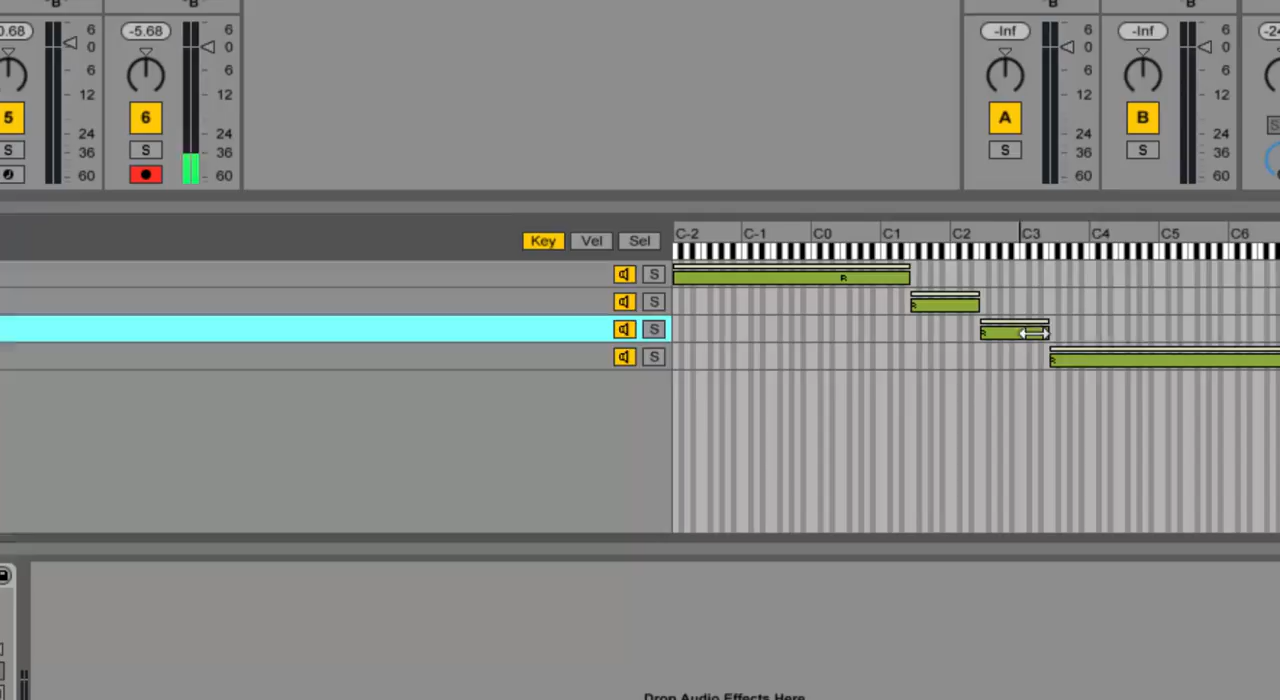 B B B B
0.68 6 -5.68 6 -Inf 6 -Inf 6
0 0 0 0
6 6 6 6
12 12 12 12
5 6 A B
24 24 24 24
S 36 S 36 S 36 S 36
60 60 60 60
Key Vel Sel C-2 C-1 C0 C1 C2 C3 C4 C5 C6
S R
S R
S R
S R
Drop Audio Effects Here